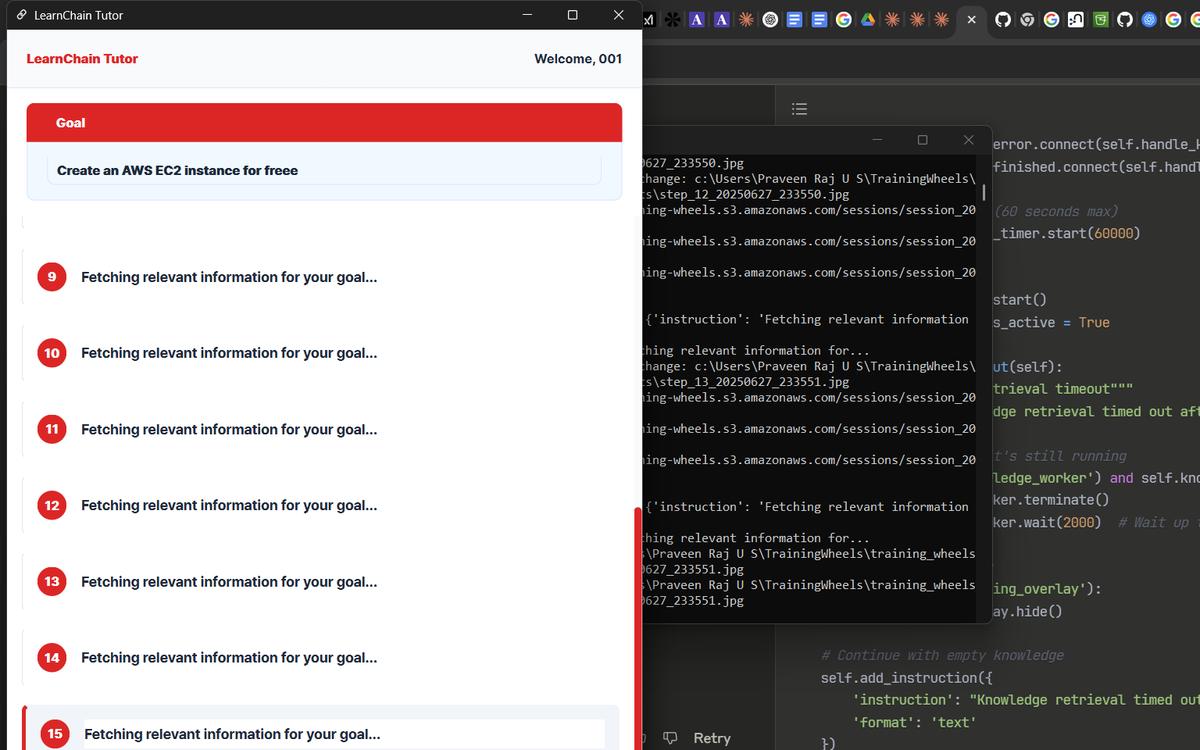 LearnChain Tutor
LearnChain Tutor
Welcome, 001
Goal
Create an AWS EC2 instance for freee
9
Fetching relevant information for your goal...
10
Fetching relevant information for your goal...
11
Fetching relevant information for your goal...
12
Fetching relevant information for your goal...
13
Fetching relevant information for your goal...
14
Fetching relevant information for your goal...
15
Fetching relevant information for your goal...
0627_233550.jpg
change: c:\Users\Praveen Raj U S\TrainingWheels\
ts\step_12_20250627_233550.jpg
ning-wheels.s3.amazonaws.com/sessions/session_20
ning-wheels.s3.amazonaws.com/sessions/session_20
ning-wheels.s3.amazonaws.com/sessions/session_20
{'instruction': 'Fetching relevant information
ching relevant information for...
change: c:\Users\Praveen Raj U S\TrainingWheels\
ts\step_13_20250627_233551.jpg
ning-wheels.s3.amazonaws.com/sessions/session_20
ning-wheels.s3.amazonaws.com/sessions/session_20
ning-wheels.s3.amazonaws.com/sessions/session_20
{'instruction': 'Fetching relevant information
ching relevant information for...
s\Praveen Raj U S\TrainingWheels\training_wheels
0627_233551.jpg
s\Praveen Raj U S\TrainingWheels\training_wheels
0627_233551.jpg
error.connect(self.handle_k
finished.connect(self.handl
(60 seconds max)
_timer.start(60000)
start()
s_active = True
ut(self):
trieval timeout"""
dge retrieval timed out aft
t's still running
ledge_worker') and self.kno
ker.terminate()
ker.wait(2000)  # Wait up t
ing_overlay'):
ay.hide()
# Continue with empty knowledge
self.add_instruction({
'instruction': "Knowledge retrieval timed out
'format': 'text'
})
Retry